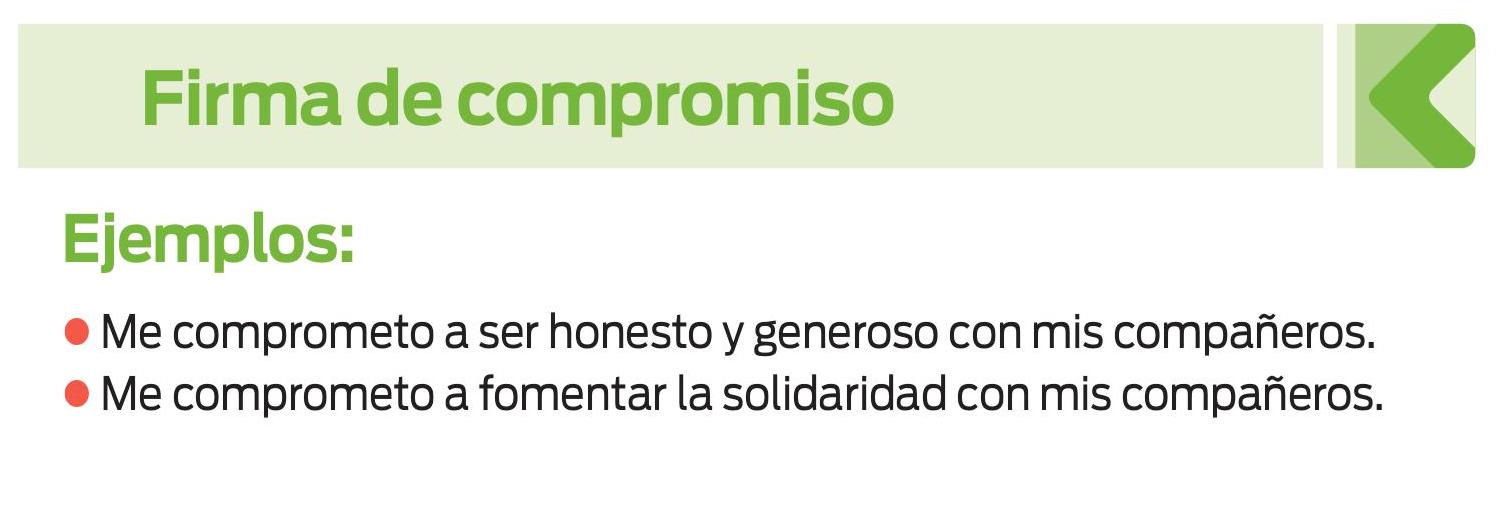 Firma de compromiso
Ejemplos:
● Me comprometo a ser honesto y generoso con mis compañeros.
● Me comprometo a fomentar la solidaridad con mis compañeros.